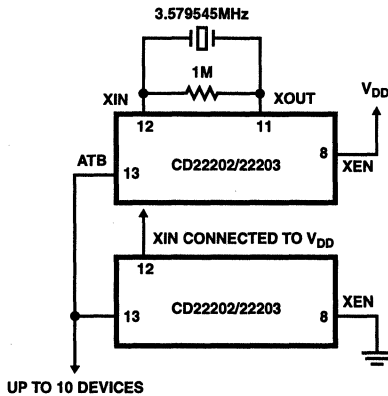 3.579545MHz
1M
XIN
XOUT
12
11
VDD
8
XEN
ATB
13
CD22202/22203
XIN CONNECTED TO VDD
12
XEN
13
CD22202/22203
8
UP TO 10 DEVICES